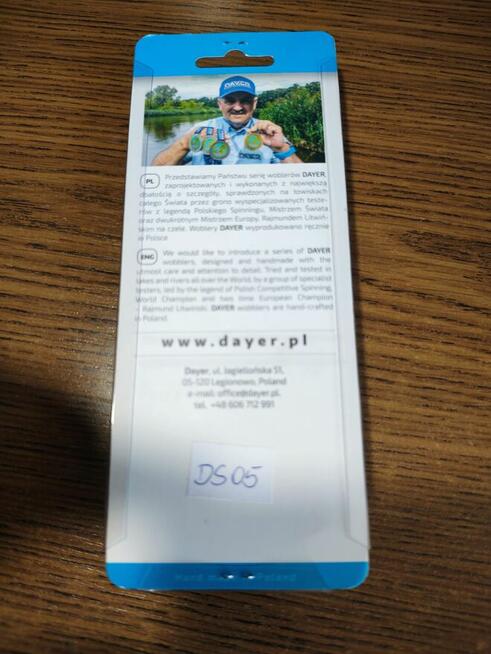 DAYER
PL Przedstawiamy Państwu serię woblerów DAYER,
zaprojektowanych i wykonanych z największą
dbałością o szczegóły, sprawdzonych na łowiskach
całego Świata przez grono wyspecjalizowanych teste-
rów z legendą Polskiego Spinningu, Mistrzem Świata
oraz dwukrotnym Mistrzem Europy, Rajmundem Litwiń-
skim na czele. Woblery DAYER wyprodukowano ręcznie
w Polsce
ENG We would like to introduce a series of DAYER
wobblers, designed and handmade with the
utmost care and attention to detail. Tried and tested in
lakes and rivers all over the World, by a group of specialist
testers, led by the legend of Polish Competitive Spinning,
World Champion and two time European Champion
- Rajmund Litwinski. DAYER wobblers are hand-crafted
in Poland.
www.dayer.pl
Dayer, ul. Jagiellońska 51,
05-120 Legionowo, Poland
e-mail: office@dayer.pl,
tel. +48 606 712 991
DS05
Hand Poland